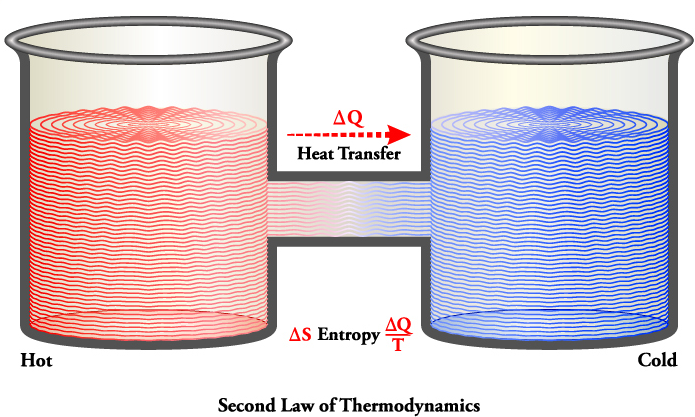 ΔQ
Heat Transfer
ΔS Entropy ΔQ/T
Hot
Cold
Second Law of Thermodynamics